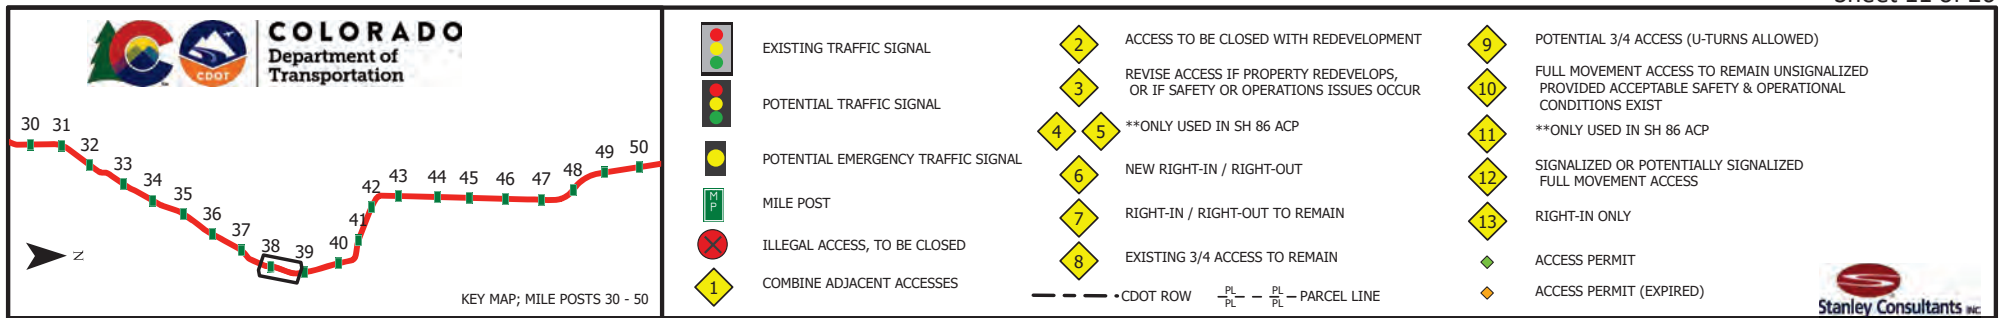 COLORADO
Department of
Transportation
CDOT
30 31 32 33 34 35 36 37 38 39 40 41 42 43 44 45 46 47 48 49 50
N
KEY MAP; MILE POSTS 30 - 50
EXISTING TRAFFIC SIGNAL
POTENTIAL TRAFFIC SIGNAL
POTENTIAL EMERGENCY TRAFFIC SIGNAL
M
P
MILE POST
ILLEGAL ACCESS, TO BE CLOSED
1 COMBINE ADJACENT ACCESSES
2 ACCESS TO BE CLOSED WITH REDEVELOPMENT
3 REVISE ACCESS IF PROPERTY REDEVELOPS,
OR IF SAFETY OR OPERATIONS ISSUES OCCUR
4 5 **ONLY USED IN SH 86 ACP
6 NEW RIGHT-IN / RIGHT-OUT
7 RIGHT-IN / RIGHT-OUT TO REMAIN
8 EXISTING 3/4 ACCESS TO REMAIN
CDOT ROW
PL PL
PL PL
PARCEL LINE
9 POTENTIAL 3/4 ACCESS (U-TURNS ALLOWED)
10 FULL MOVEMENT ACCESS TO REMAIN UNSIGNALIZED
PROVIDED ACCEPTABLE SAFETY & OPERATIONAL
CONDITIONS EXIST
11 **ONLY USED IN SH 86 ACP
12 SIGNALIZED OR POTENTIALLY SIGNALIZED
FULL MOVEMENT ACCESS
13 RIGHT-IN ONLY
ACCESS PERMIT
ACCESS PERMIT (EXPIRED)
Stanley Consultants INC